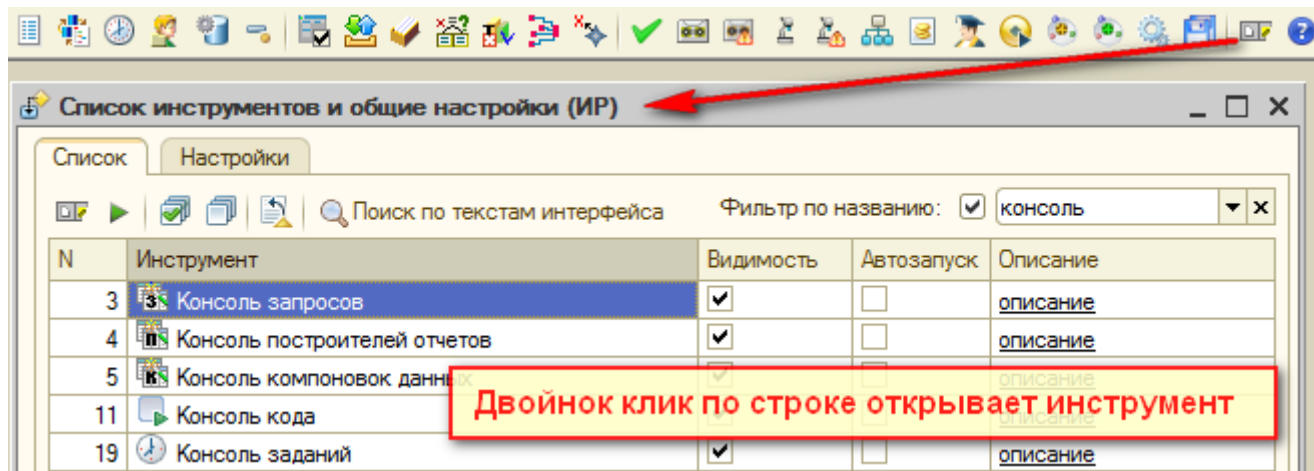 Список инструментов и общие настройки (ИР)
Список Настройки
Поиск по текстам интерфейса Фильтр по названию: консоль
N Инструмент Видимость Автозапуск Описание
3 Консоль запросов описание
4 Консоль построителей отчетов описание
5 Консоль компоновок данных описание
Двойнок клик по строке открывает инструмент
11 Консоль кода описание
19 Консоль заданий описание